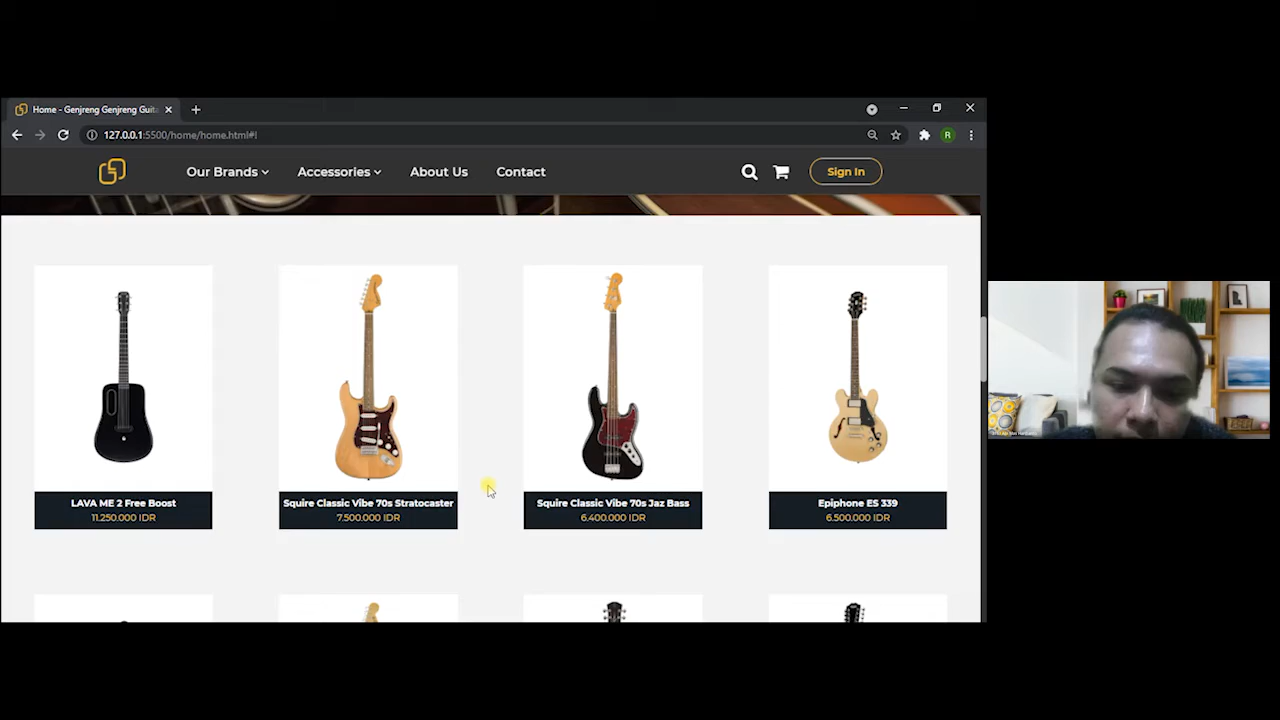 Home - Genjreng Genjreng Guita
127.0.0.1:5500/home/home.html#!
R
Our Brands
Accessories
About Us
Contact
Sign In
LAVA ME 2 Free Boost
11.250.000 IDR
Squire Classic Vibe 70s Stratocaster
7.500.000 IDR
Squire Classic Vibe 70s Jaz Bass
6.400.000 IDR
Epiphone ES 339
6.500.000 IDR